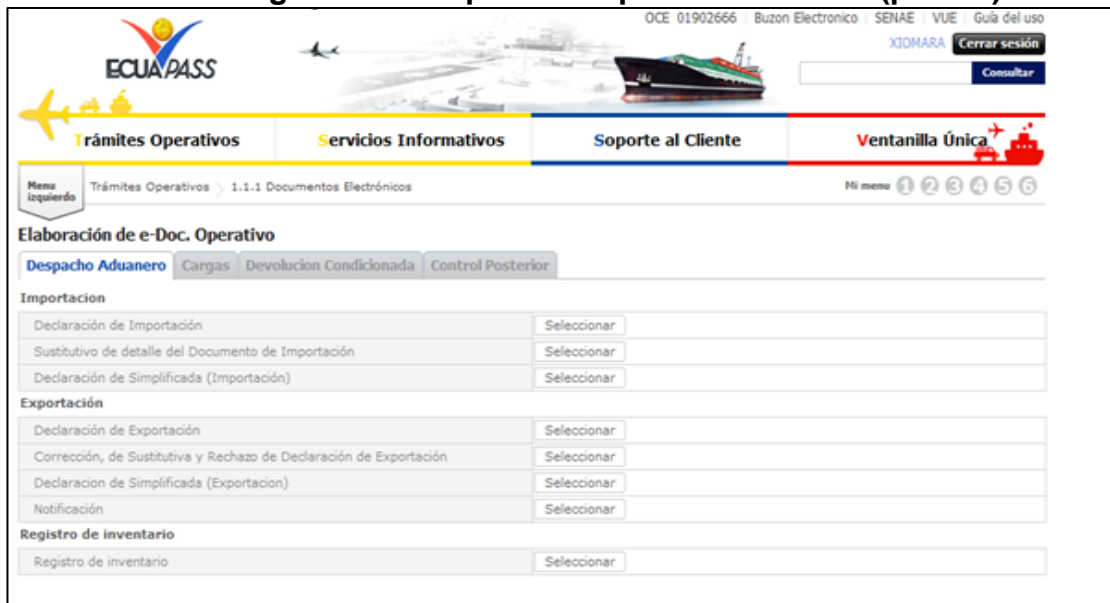 OCE 01902666 Buzon Electronico SENAE VUE Guía del uso
XIOMARA Cerrar sesión
ECUAPASS
Consultar
Trámites Operativos Servicios Informativos Soporte al Cliente Ventanilla Única
Menu izquierdo
Trámites Operativos > 1.1.1 Documentos Electrónicos
Mi menu 1 2 3 4 5 6
Elaboración de e-Doc. Operativo
Despacho Aduanero Cargas Devolucion Condicionada Control Posterior
Importacion
Declaración de Importación Seleccionar
Sustitutivo de detalle del Documento de Importación Seleccionar
Declaración de Simplificada (Importación) Seleccionar
Exportación
Declaración de Exportación Seleccionar
Corrección, de Sustitutiva y Rechazo de Declaración de Exportación Seleccionar
Declaracion de Simplificada (Exportacion) Seleccionar
Notificación Seleccionar
Registro de inventario
Registro de inventario Seleccionar